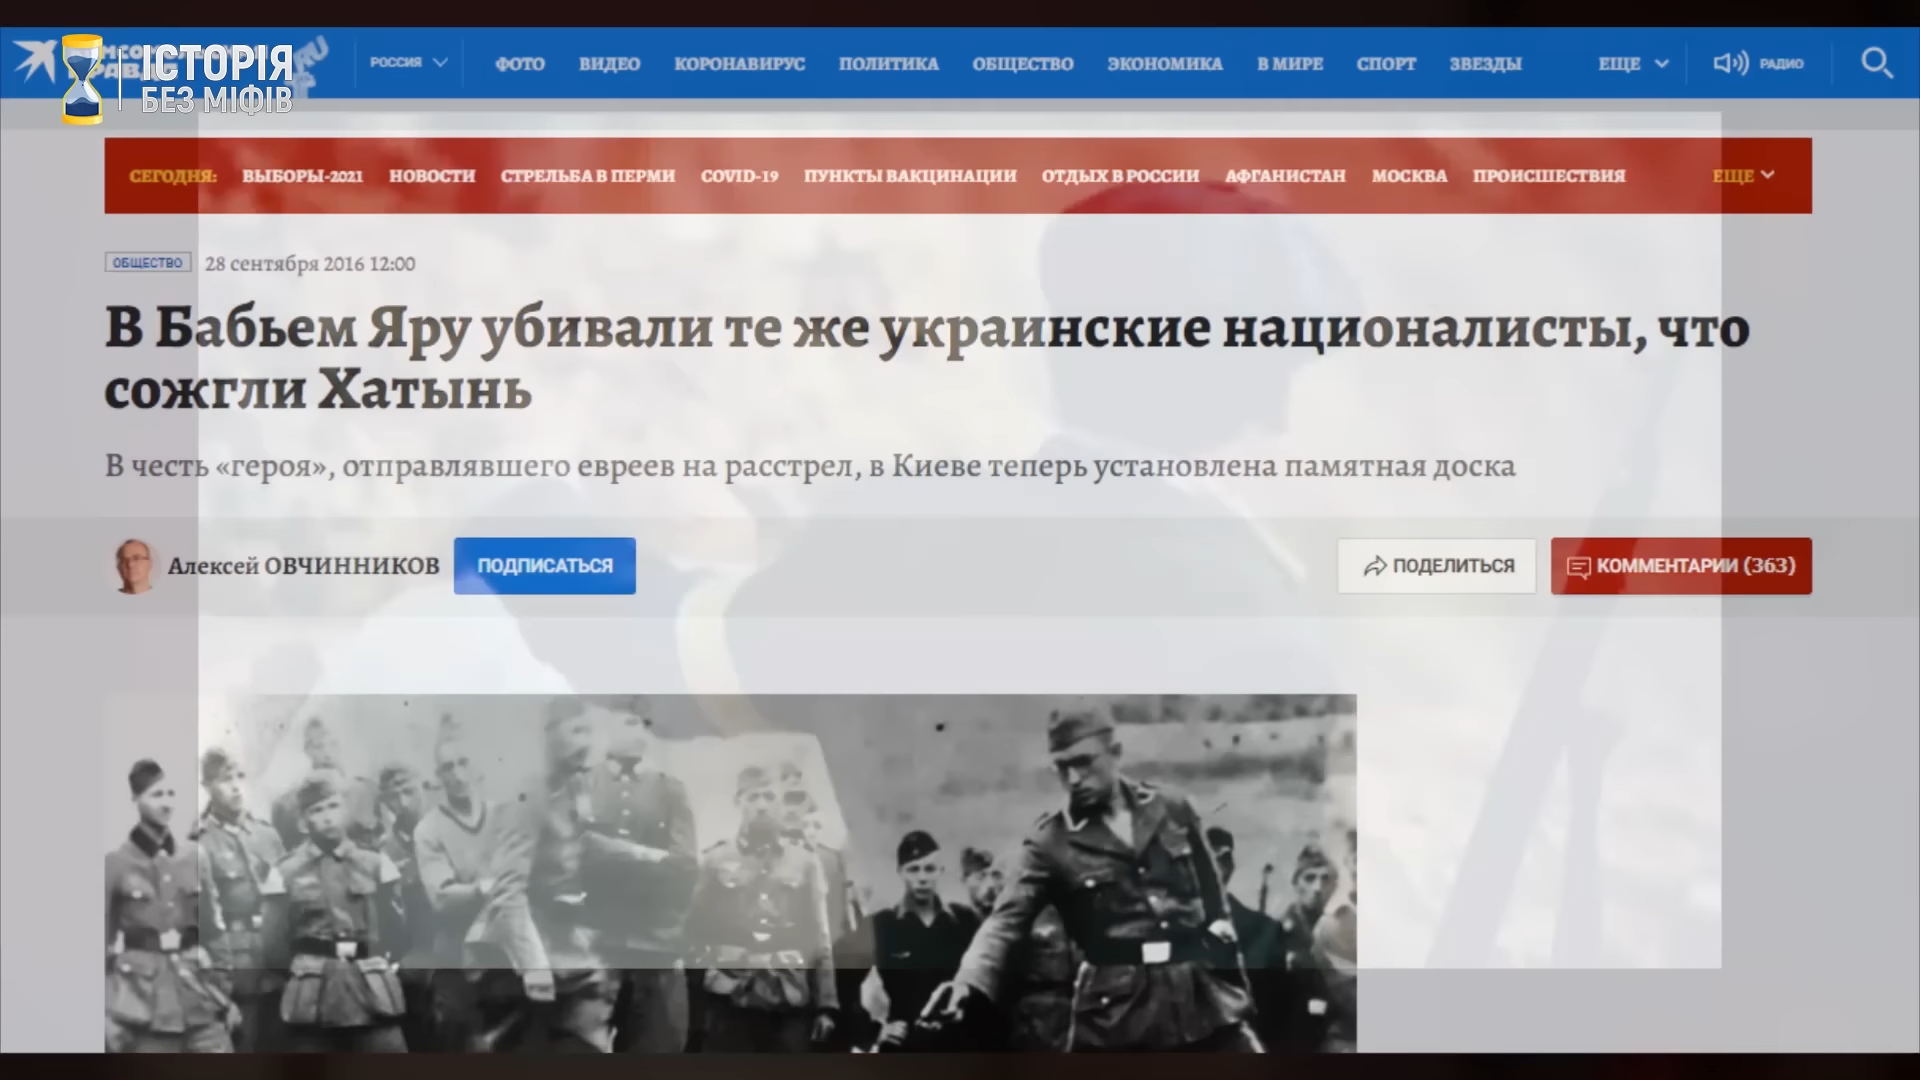 ІСТОРІЯ
БЕЗ МІФІВ
РОССИЯ
ФОТО ВИДЕО КОРОНАВИРУС ПОЛИТИКА ОБЩЕСТВО ЭКОНОМИКА В МИРЕ СПОРТ ЗВЕЗДЫ ЕЩЕ РАДИО
СЕГОДНЯ: ВЫБОРЫ-2021 НОВОСТИ СТРЕЛЬБА В ПЕРМИ COVID-19 ПУНКТЫ ВАКЦИНАЦИИ ОТДЫХ В РОССИИ АФГАНИСТАН МОСКВА ПРОИСШЕСТВИЯ ЕЩЕ
ОБЩЕСТВО 28 сентября 2016 12:00
В Бабьем Яру убивали те же украинские националисты, что
сожгли Хатынь
В честь «героя», отправлявшего евреев на расстрел, в Киеве теперь установлена памятная доска
Алексей ОВЧИННИКОВ ПОДПИСАТЬСЯ ПОДЕЛИТЬСЯ КОММЕНТАРИИ (363)